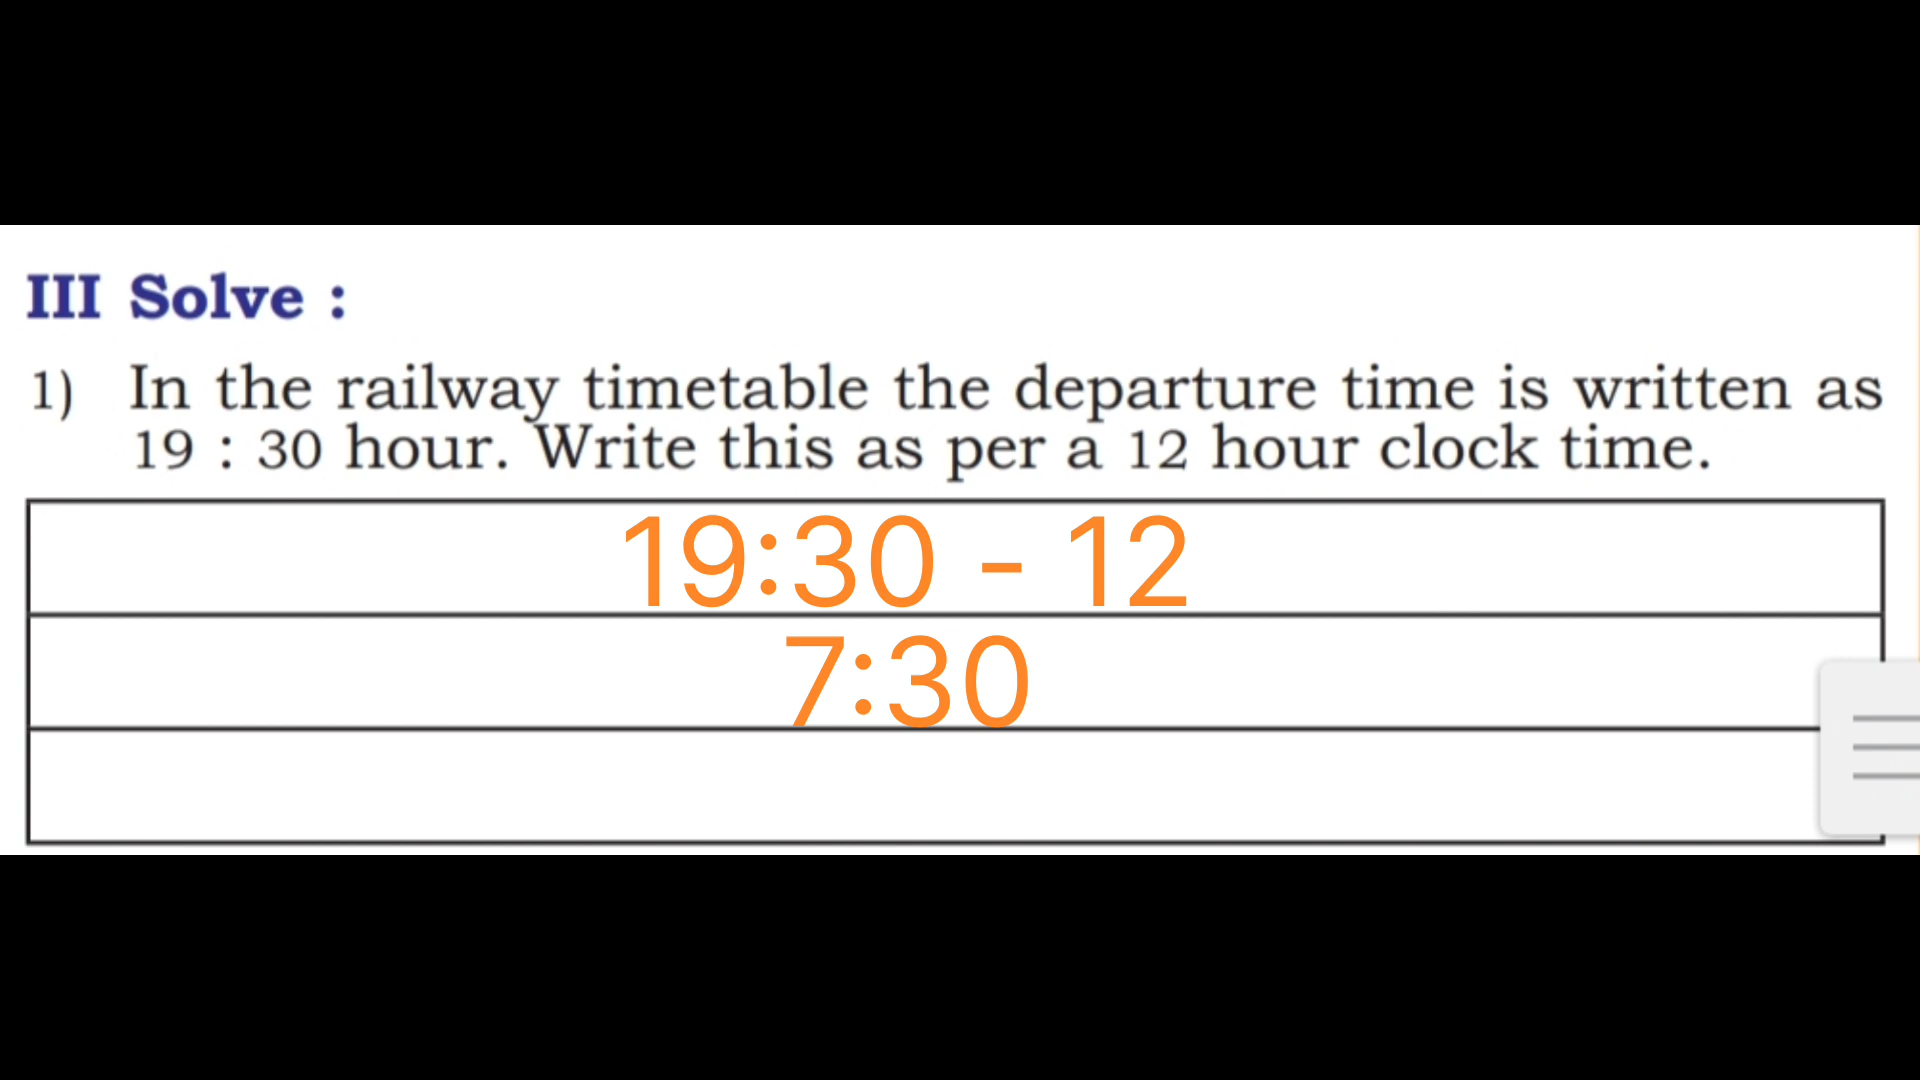 III Solve :
1) In the railway timetable the departure time is written as
19 : 30 hour. Write this as per a 12 hour clock time.
19:30 - 12
7:30